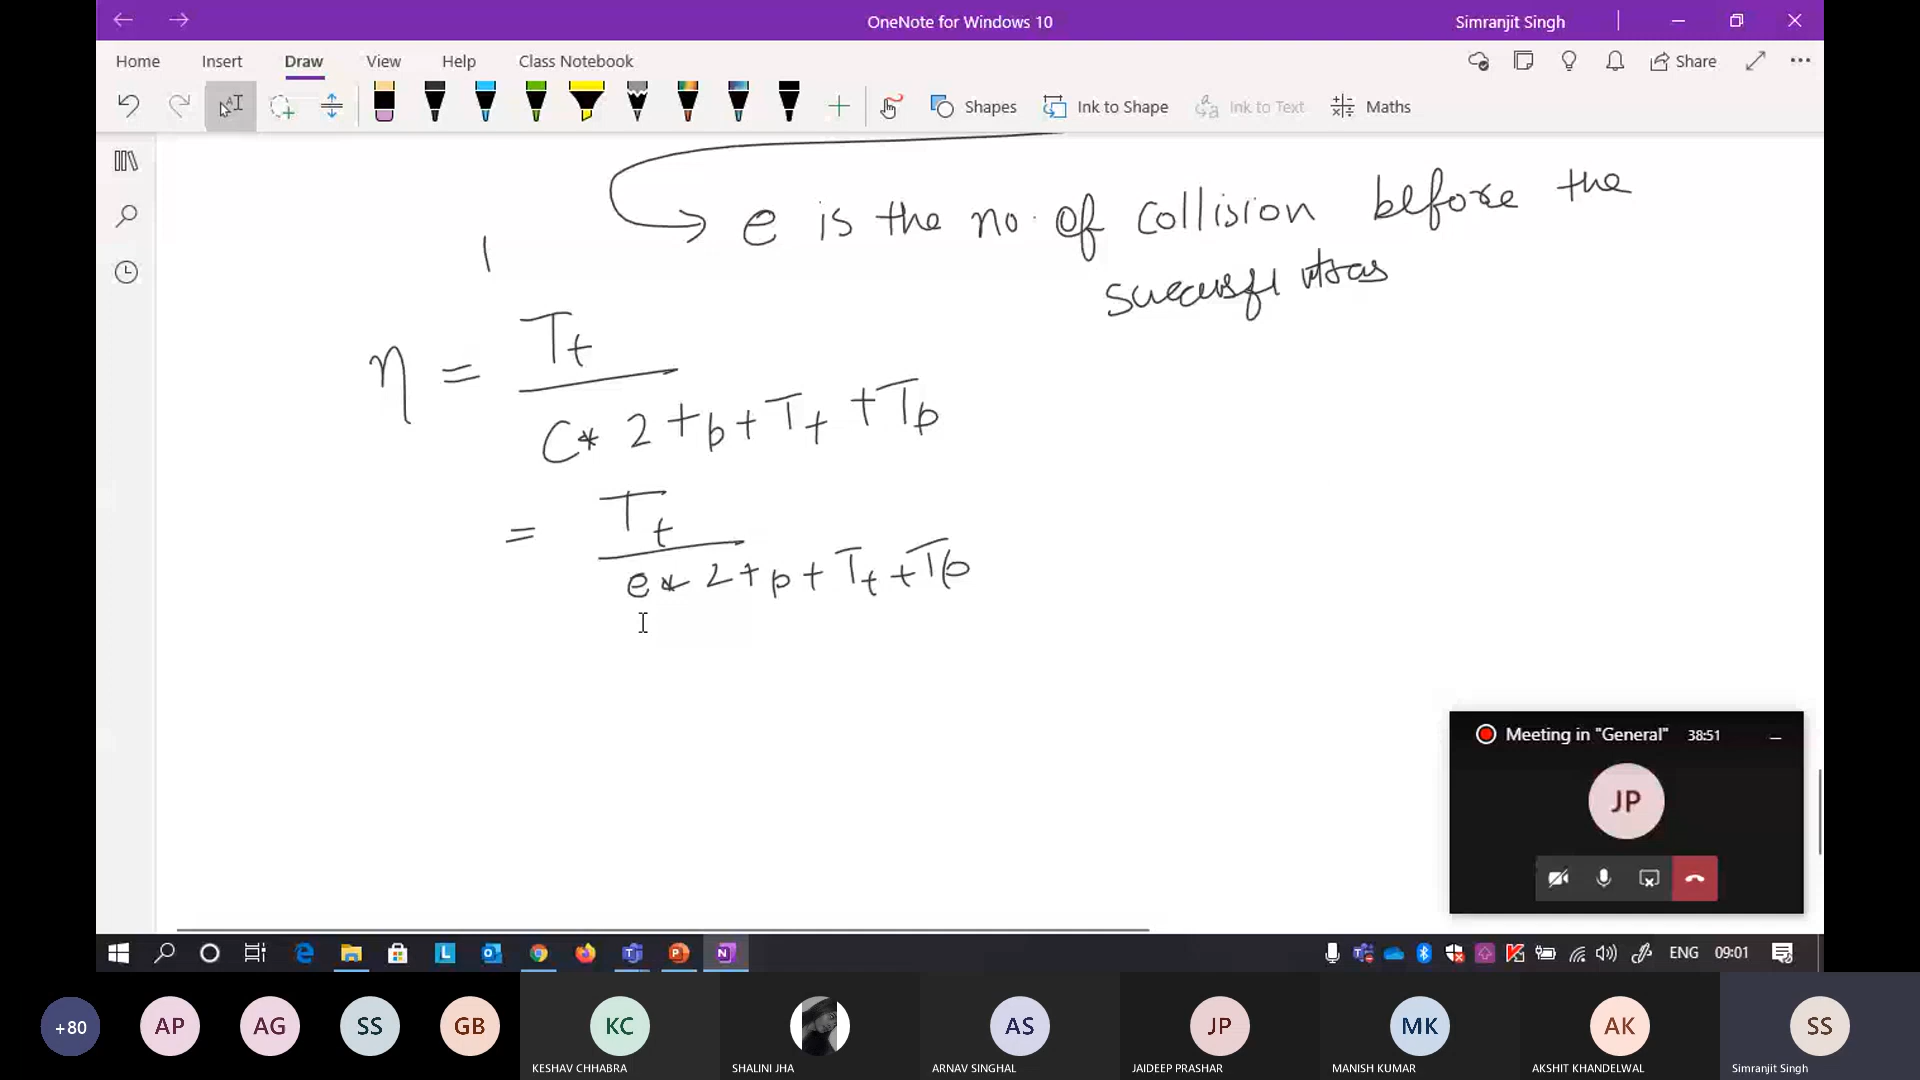 OneNote for Windows 10
Simranjit Singh
Home Insert Draw View Help Class Notebook
Share
Shapes Ink to Shape Ink to Text Maths
e is the no. of collision before the
η = Tt
C* 2tp+Tt+Tp
= Tt
e* 2tp+Tt+Tp
Meeting in "General" 38:51
JP
ENG 09:01
+80 AP AG SS GB KC AS JP MK AK SS
KESHAV CHHABRA SHALINI JHA ARNAV SINGHAL JAIDEEP PRASHAR MANISH KUMAR AKSHIT KHANDELWAL Simranjit Singh